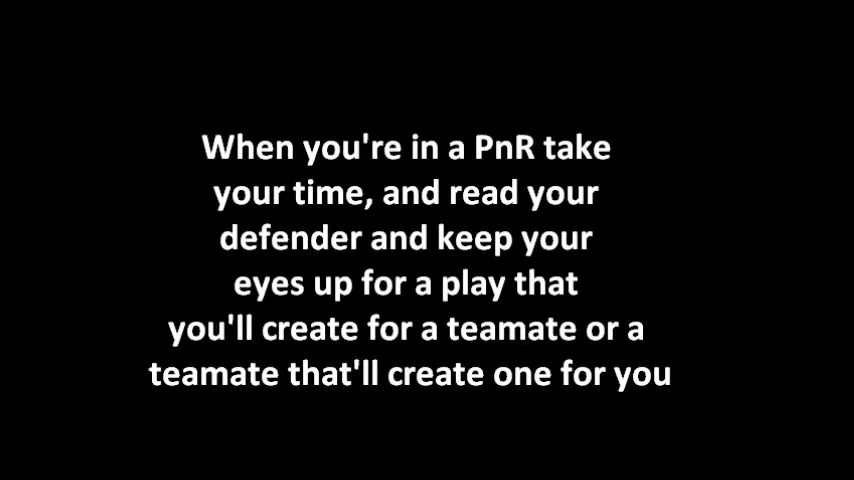 When you're in a PnR take
your time, and read your
defender and keep your
eyes up for a play that
you'll create for a teamate or a
teamate that'll create one for you